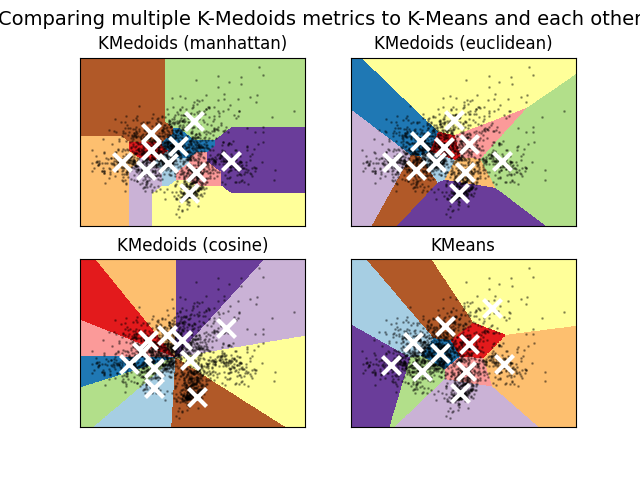 Comparing multiple K-Medoids metrics to K-Means and each other
KMedoids (manhattan)
KMedoids (euclidean)
KMedoids (cosine)
KMeans